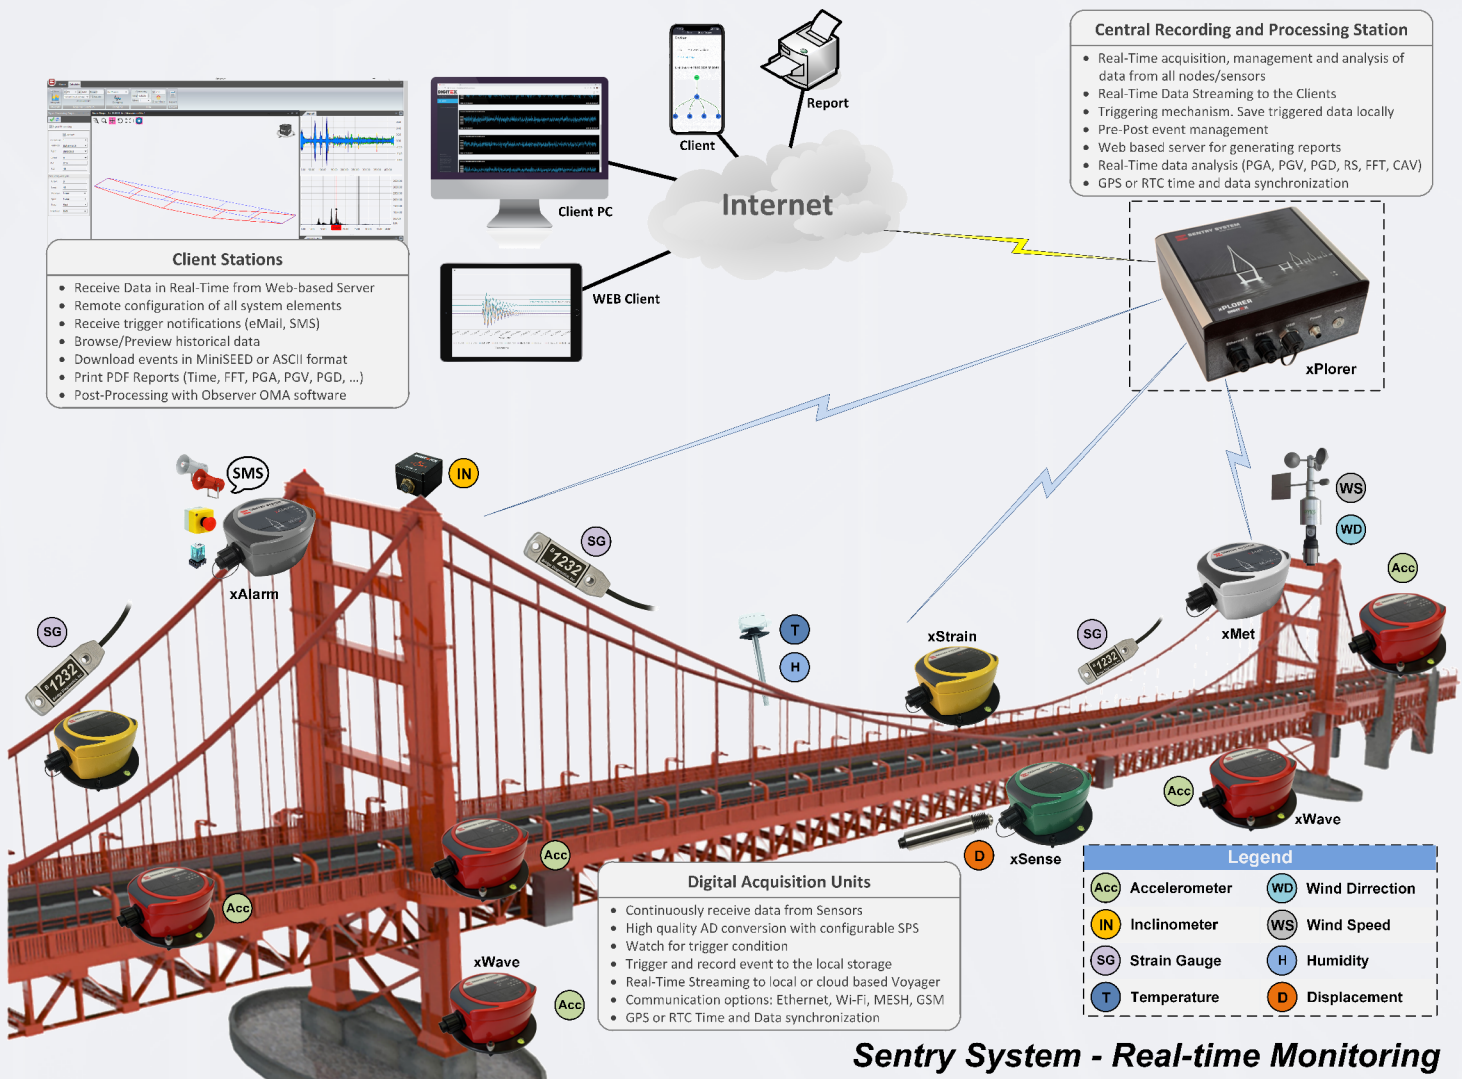 Central Recording and Processing Station
Real-Time acquisition, management and analysis of
data from all nodes/sensors
Real-Time Data Streaming to the Clients
Triggering mechanism. Save triggered data locally
Pre-Post event management
Web based server for generating reports
Real-Time data analysis (PGA, PGV, PGD, RS, FFT, CAV)
GPS or RTC time and data synchronization
Report
Client
Client PC
Internet
WEB Client
SENTRY SYSTEM
xPLORER
xPlorer
Client Stations
Receive Data in Real-Time from Web-based Server
Remote configuration of all system elements
Receive trigger notifications (eMail, SMS)
Browse/Preview historical data
Download events in MiniSEED or ASCII format
Print PDF Reports (Time, FFT, PGA, PGV, PGD, ...)
Post-Processing with Observer OMA software
SMS
IN
WS
WD
SG
1232
Acc
xAlarm
SG
1232
T
H
xStrain
SG
1232
xMet
Acc
Acc
xWave
D
xSense
Acc
Acc
xWave
Acc
Digital Acquisition Units
Continuously receive data from Sensors
High quality AD conversion with configurable SPS
Watch for trigger condition
Trigger and record event to the local storage
Real-Time Streaming to local or cloud based Voyager
Communication options: Ethernet, Wi-Fi, MESH, GSM
GPS or RTC Time and Data synchronization
Legend
Acc Accelerometer
WD Wind Dirrection
IN Inclinometer
WS Wind Speed
SG Strain Gauge
H Humidity
T Temperature
D Displacement
Sentry System - Real-time Monitoring